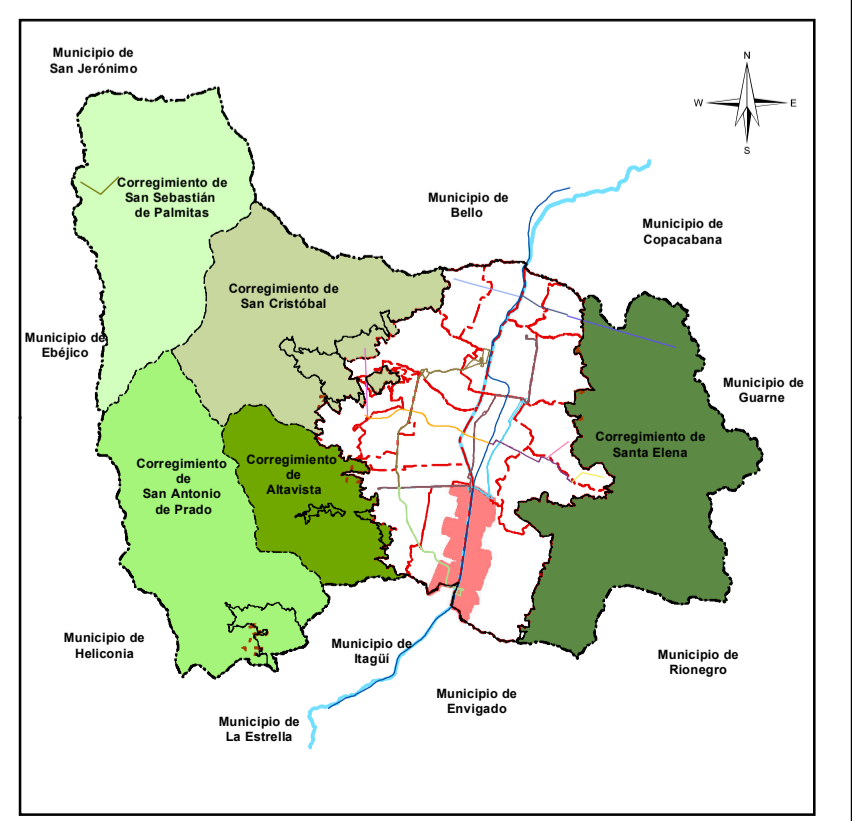 Municipio de
San Jerónimo
N
W
E
S
Corregimiento de
San Sebastián
de Palmitas
Municipio de
Bello
Municipio de
Copacabana
Corregimiento de
San Cristóbal
Municipio de
Ebéjico
Municipio de
Guarne
Corregimiento de
Santa Elena
Corregimiento
de
San Antonio
de Prado
Corregimiento
de
Altavista
Municipio de
Heliconia
Municipio de
Itagüí
Municipio de
Rionegro
Municipio de
Envigado
Municipio de
La Estrella